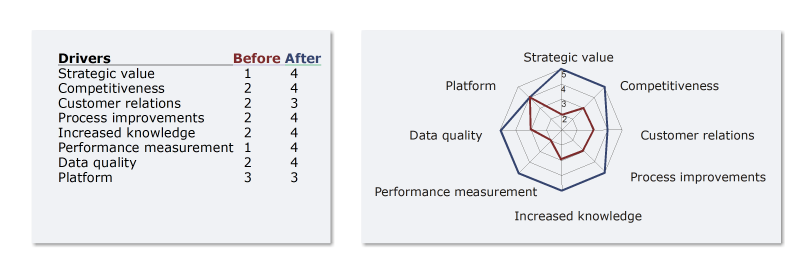 Drivers Before After
Strategic value 1 4
Competitiveness 2 4
Customer relations 2 3
Process improvements 2 4
Increased knowledge 2 4
Performance measurement 1 4
Data quality 2 4
Platform 3 3
Strategic value
Platform
Competitiveness
5
4
3
2
Data quality
Customer relations
Process improvements
Performance measurement
Increased knowledge